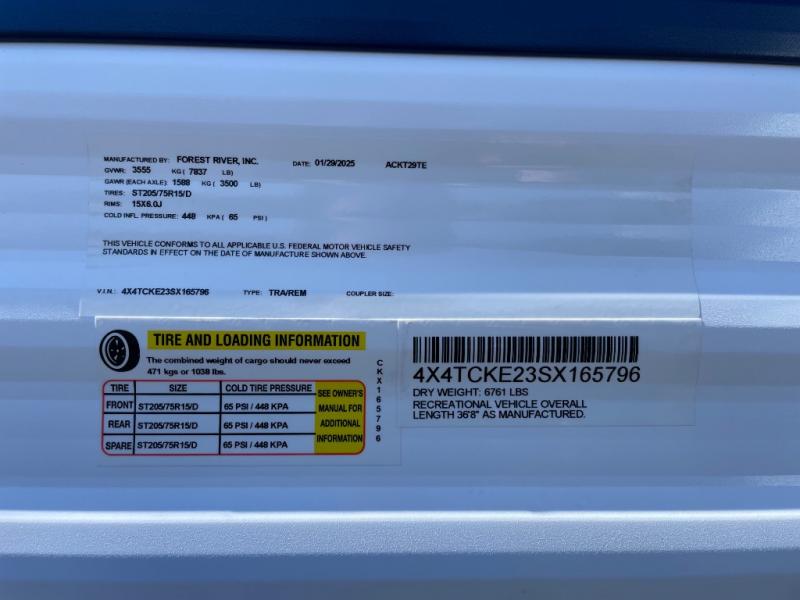 MANUFACTURED BY: FOREST RIVER, INC. DATE: 01/29/2025 ACKT29TE
GVWR: 3555 KG ( 7837 LB)
GAWR (EACH AXLE): 1588 KG ( 3500 LB)
TIRES: ST205/75R15/D
RIMS: 15X6.0J
COLD INFL. PRESSURE: 448 KPA ( 65 PSI)
THIS VEHICLE CONFORMS TO ALL APPLICABLE U.S. FEDERAL MOTOR VEHICLE SAFETY
STANDARDS IN EFFECT ON THE DATE OF MANUFACTURE SHOWN ABOVE.
V.I.N.: 4X4TCKE23SX165796 TYPE: TRA/REM COUPLER SIZE:
TIRE AND LOADING INFORMATION
The combined weight of cargo should never exceed
471 kgs or 1038 lbs.
TIRE SIZE COLD TIRE PRESSURE
FRONT ST205/75R15/D 65 PSI / 448 KPA
REAR ST205/75R15/D 65 PSI / 448 KPA
SPARE ST205/75R15/D 65 PSI / 448 KPA
SEE OWNER'S
MANUAL FOR
ADDITIONAL
INFORMATION
CKX165796
4X4TCKE23SX165796
DRY WEIGHT: 6761 LBS
RECREATIONAL VEHICLE OVERALL
LENGTH 36'8" AS MANUFACTURED.